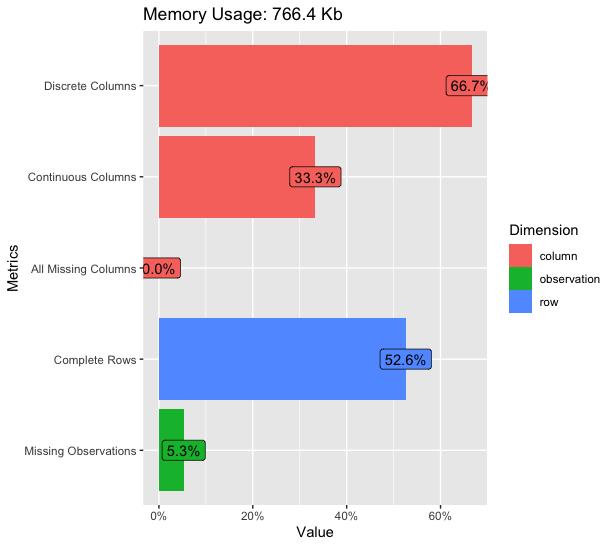 Memory Usage: 766.4 Kb
Metrics
Discrete Columns
66.7%
Continuous Columns
33.3%
All Missing Columns
0.0%
Complete Rows
52.6%
Missing Observations
5.3%
0%
20%
40%
60%
Value
Dimension
column
observation
row